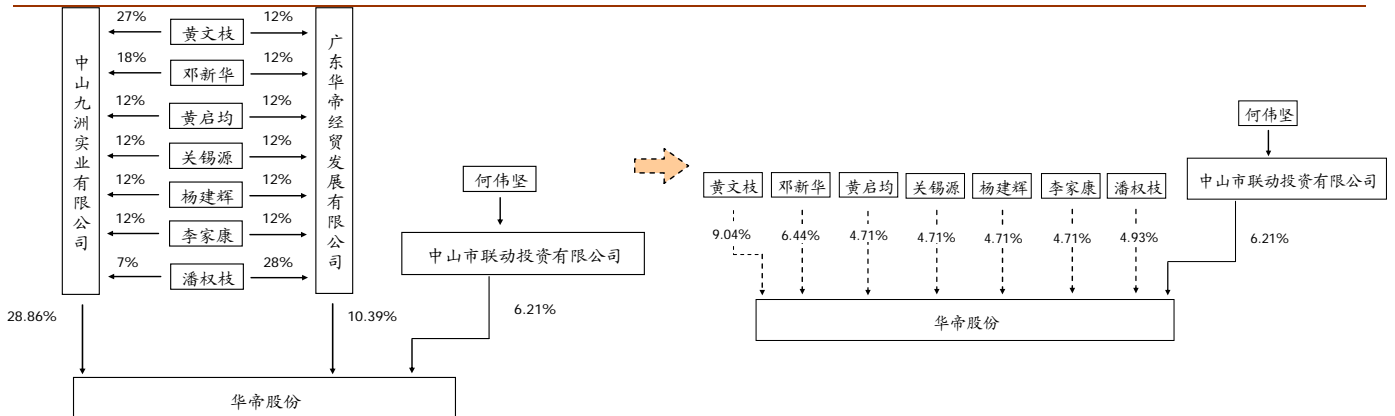 27%
黄文枝
12%
18%
邓新华
12%
12%
黄启均
12%
12%
关锡源
12%
12%
杨建辉
12%
12%
李家康
12%
7%
潘权枝
28%
中山九洲实业有限公司
广东华帝经贸发展有限公司
何伟坚
中山市联动投资有限公司
28.86%
10.39%
6.21%
华帝股份
何伟坚
中山市联动投资有限公司
黄文枝
邓新华
黄启均
关锡源
杨建辉
李家康
潘权枝
9.04%
6.44%
4.71%
4.71%
4.71%
4.71%
4.93%
6.21%
华帝股份